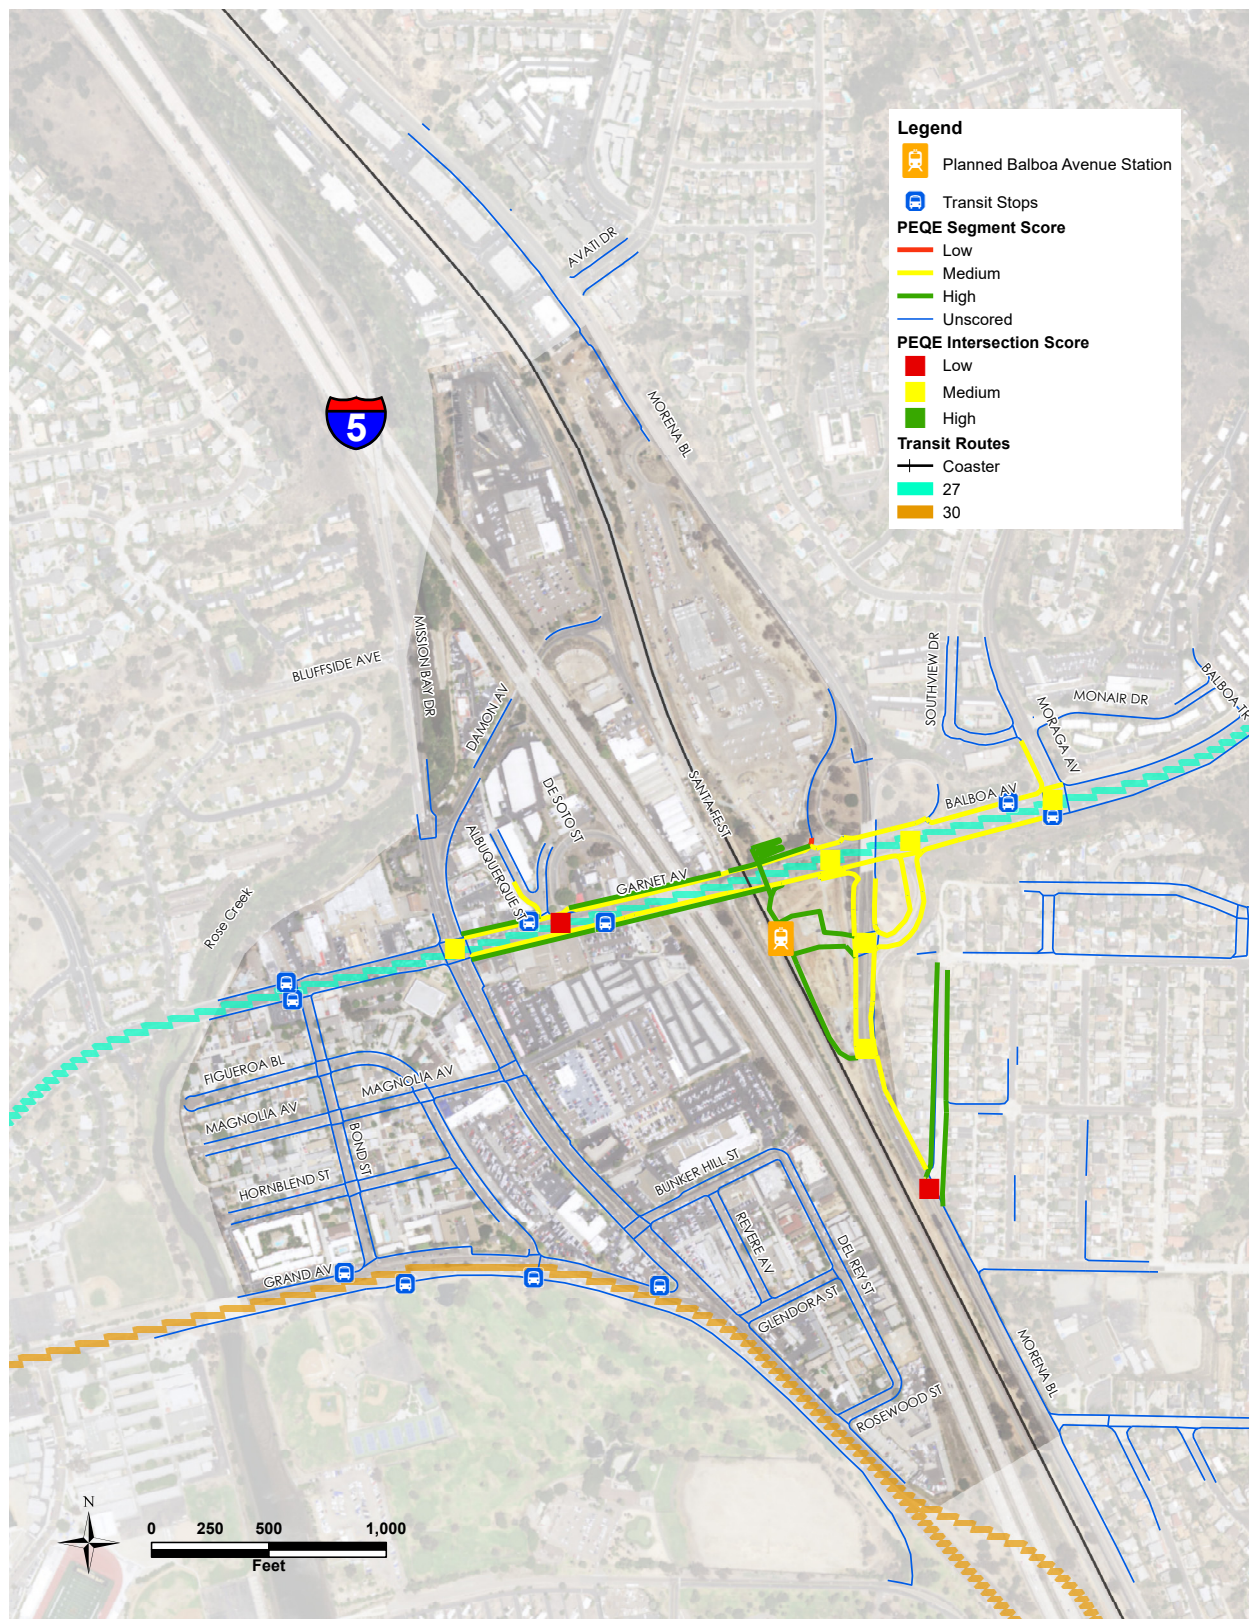 Legend
Planned Balboa Avenue Station
Transit Stops
PEQE Segment Score
Low
Medium
High
Unscored
PEQE Intersection Score
Low
Medium
High
Transit Routes
Coaster
27
30
AVATI DR
MORENA BL
5
MISSION BAY DR
BLUFFSIDE AVE
DAMON AV
SOUTHVIEW DR
MONAIR DR
MORAGA AV
BALBOA AV
DE SOTO ST
SANTA FE ST
ALBUQUERQUE ST
GARNET AV
Rose Creek
FIGUEROA BL
MAGNOLIA AV
MAGNOLIA AV
BOND ST
HORNBLEND ST
BUNKER HILL ST
REVERE AV
DEL REY ST
GRAND AV
GLENDORA ST
MORENA BL
ROSEWOOD ST
N
0 250 500 1,000
Feet